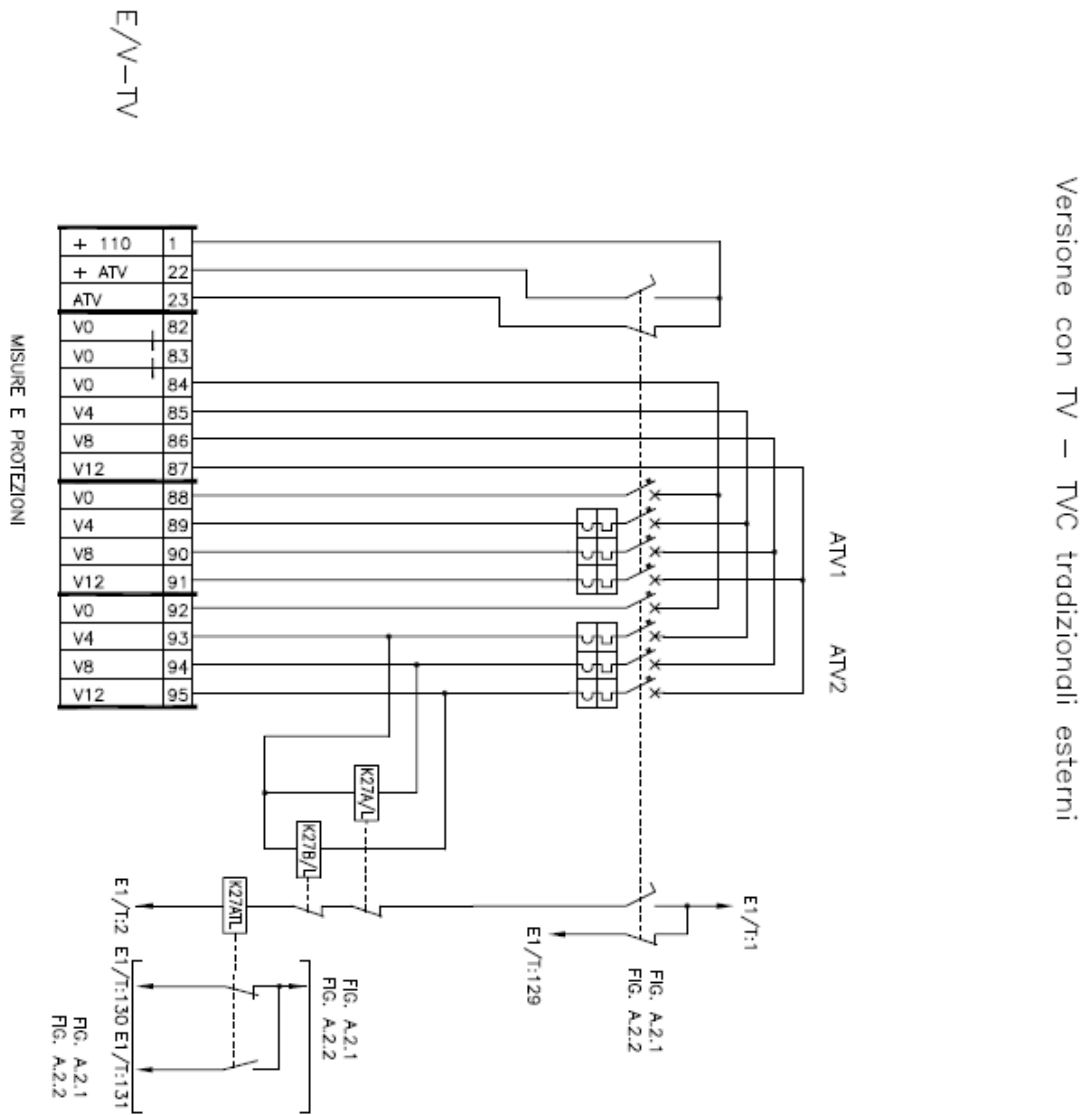 Versione con TV – TVC tradizionali esterni
E/V-TV
MISURE E PROTEZIONI
+ 110 1
+ ATV 22
ATV 23
V0 82
V0 83
V0 84
V4 85
V8 86
V12 87
V0 88
V4 89
V8 90
V12 91
V0 92
V4 93
V8 94
V12 95
ATV1
ATV2
K27A/L
K27B/L
K27ATL
E1/T:2
E1/T:1
E1/T:129
FIG. A.2.1
FIG. A.2.2
FIG. A.2.1
FIG. A.2.2
E1/T:130
E1/T:131
FIG. A.2.1
FIG. A.2.2